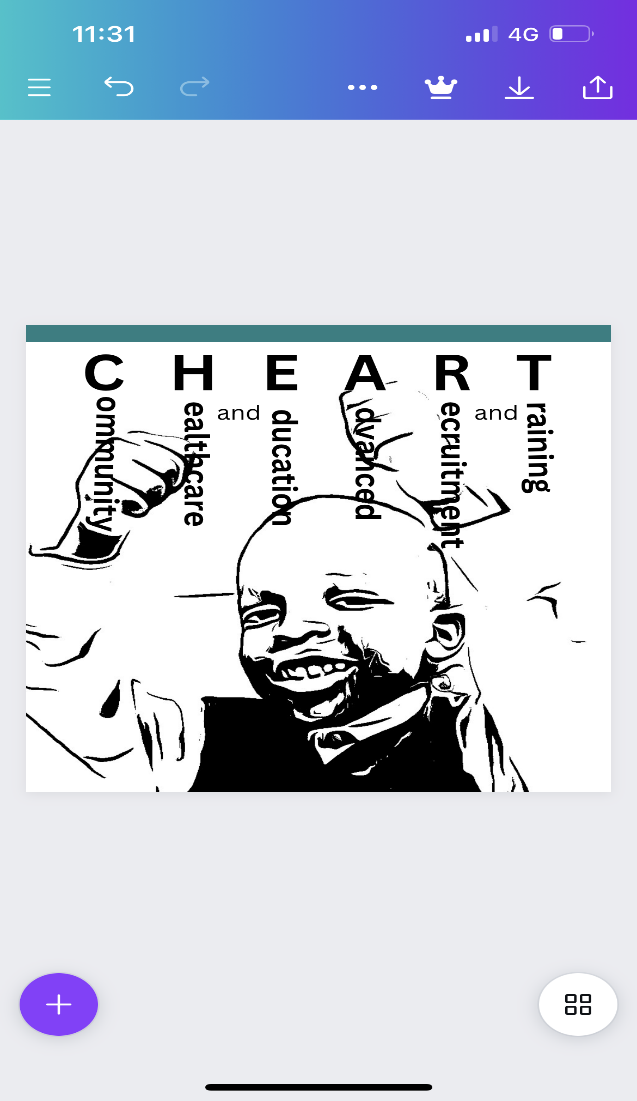 11:31
4G
C H E A R T
ommunity
ealthcare
and
ducation
dvanced
ecruitment
and
raining